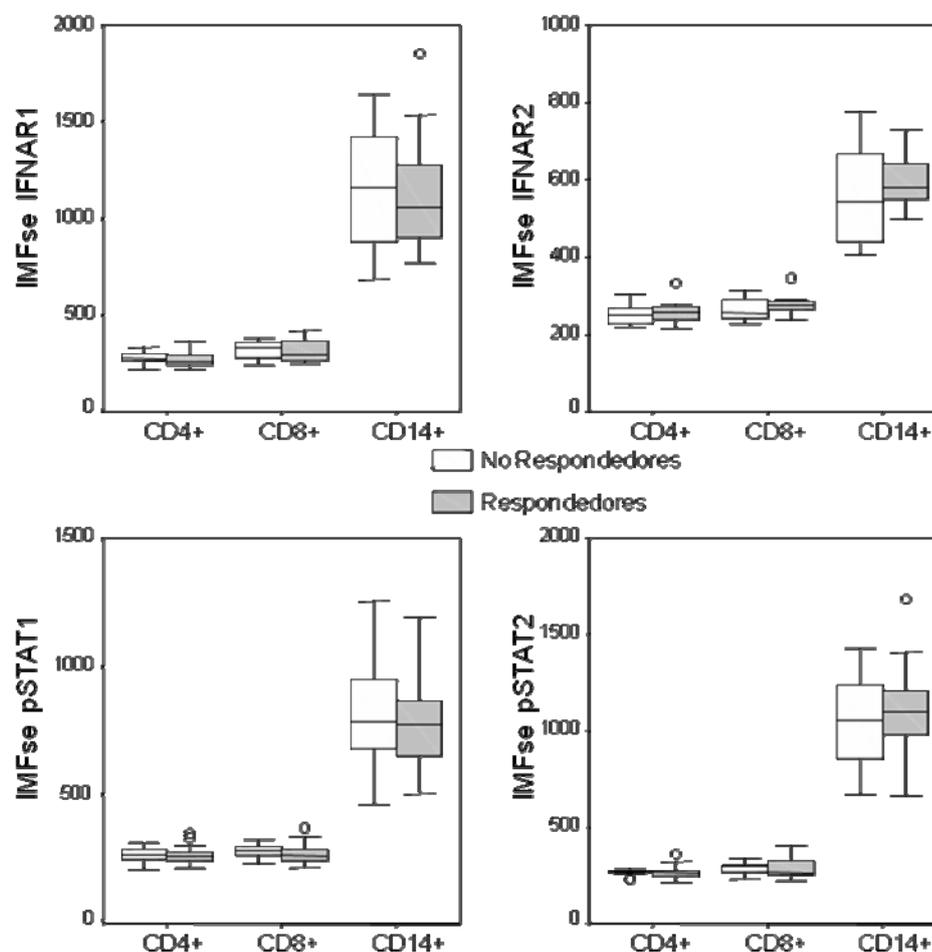 2000
1500
1000
500
0
IMFse IFNAR1
CD4+ CD8+ CD14+
1000
800
600
400
200
0
IMFse IFNAR2
CD4+ CD8+ CD14+
No Respondedores
Respondedores
1500
1000
500
0
IMFse pSTAT1
CD4+ CD8+ CD14+
2000
1500
1000
500
0
IMFse pSTAT2
CD4+ CD8+ CD14+